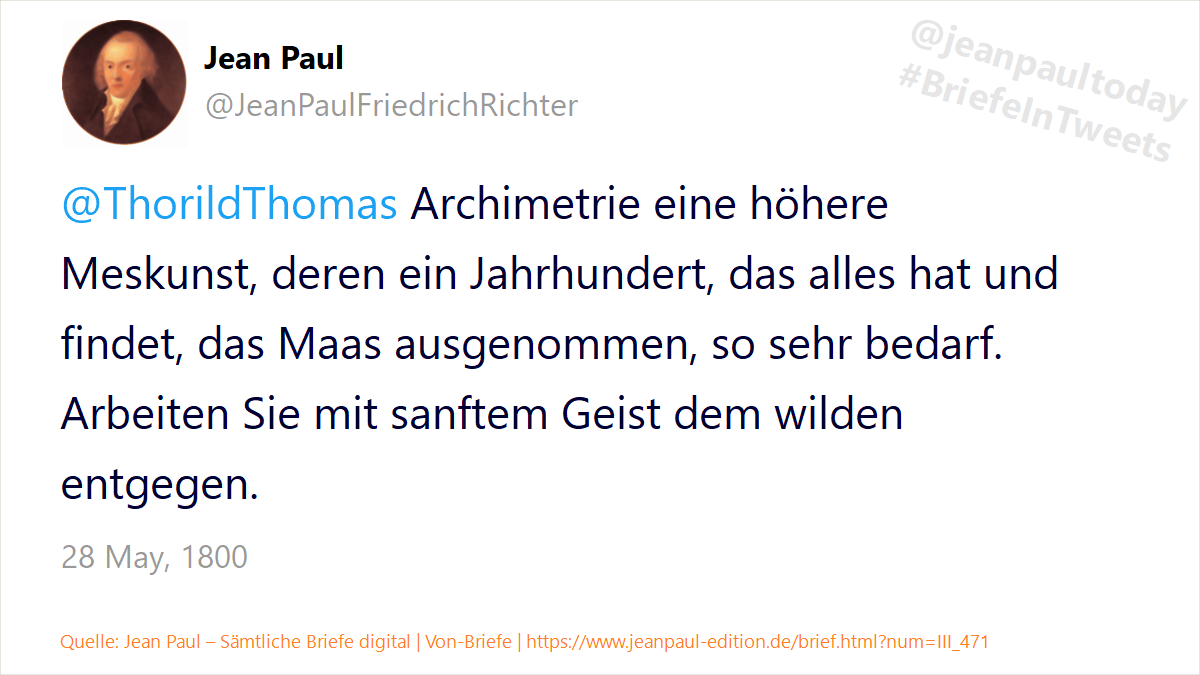 Jean Paul
@JeanPaulFriedrichRichter
@jeanpaultoday
#BriefeInTweets
@ThorildThomas Archimetrie eine höhere
Meskunst, deren ein Jahrhundert, das alles hat und
findet, das Maas ausgenommen, so sehr bedarf.
Arbeiten Sie mit sanftem Geist dem wilden
entgegen.
28 May, 1800
Quelle: Jean Paul – Sämtliche Briefe digital | Von-Briefe | https://www.jeanpaul-edition.de/brief.html?num=III_471